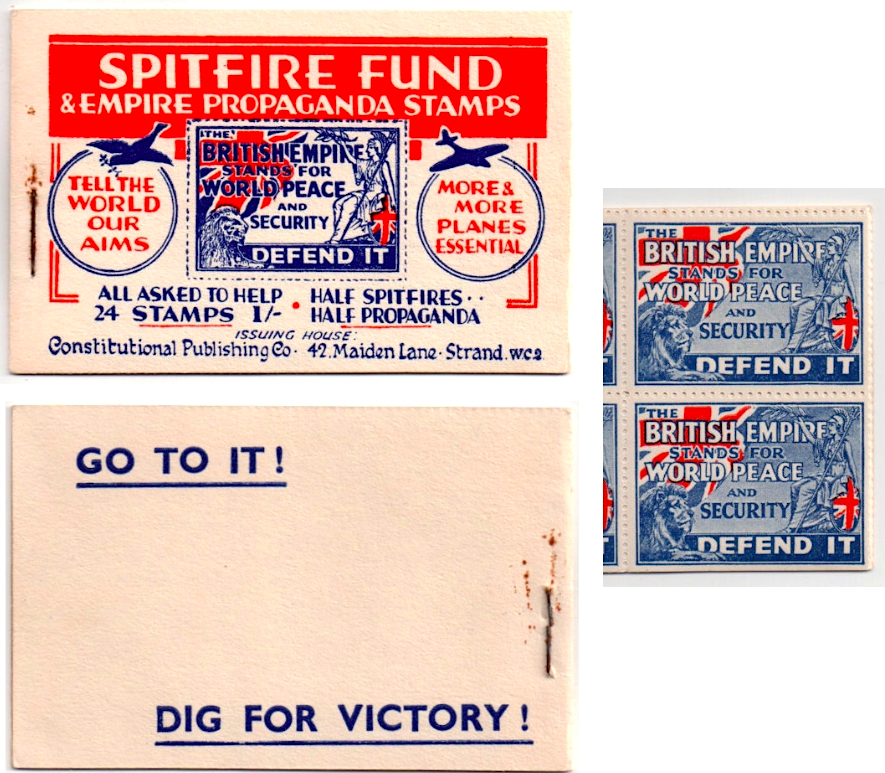 SPITFIRE FUND
& EMPIRE PROPAGANDA STAMPS
TELL THE
WORLD
OUR
AIMS
THE
BRITISH EMPIRE
STANDS FOR
WORLD PEACE
AND
SECURITY
DEFEND IT
MORE &
MORE
PLANES
ESSENTIAL
ALL ASKED TO HELP
24 STAMPS 1/-
• HALF SPITFIRES ··
HALF PROPAGANDA
ISSUING HOUSE:
Constitutional Publishing Co· 42, Maiden Lane · Strand. WC2
GO TO IT!
DIG FOR VICTORY!
THE
BRITISH EMPIRE
STANDS FOR
WORLD PEACE
AND
SECURITY
DEFEND IT
T
THE
BRITISH EMPIRE
STANDS FOR
WORLD PEACE
AND
SECURITY
DEFEND IT
T